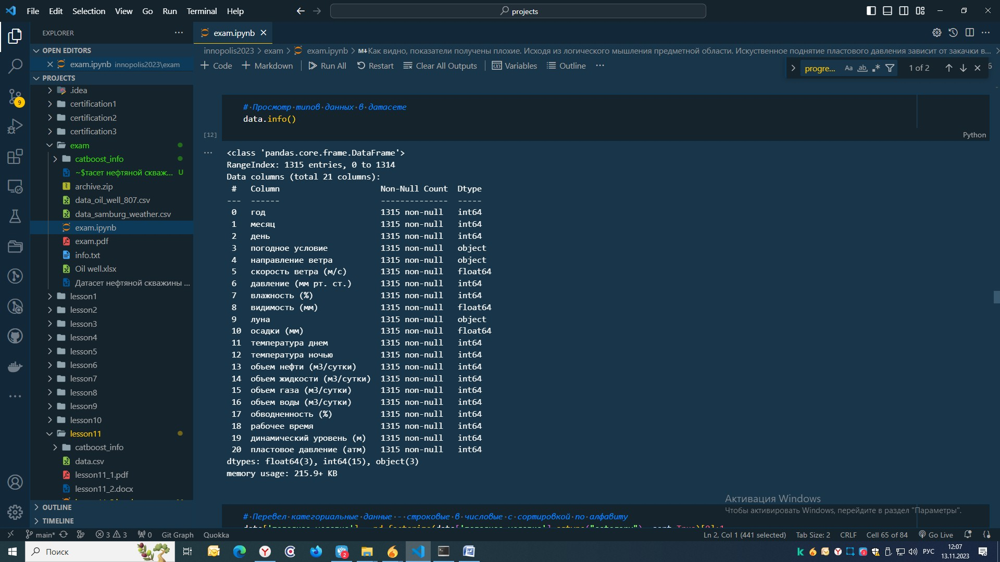 File Edit Selection View Go Run Terminal Help
projects
EXPLORER
exam.ipynb
OPEN EDITORS
exam.ipynb innopolis2023\exam
innopolis2023 > exam > exam.ipynb > M↓Как видно, показатели получены плохие. Исходя из логического мышления предметной области. Искуственное поднятие пластового давления зависит от закачки в...
Code Markdown Run All Restart Clear All Outputs Variables Outline ...
progre... Aa ab 1 of 2
PROJECTS
.idea
certification1
certification2
certification3
exam
catboost_info
~$тасет нефтяной скваж... U
archive.zip
data_oil_well_807.csv
data_samburg_weather.csv
exam.ipynb
exam.pdf
info.txt
Oil well.xlsx
Датасет нефтяной скважины ...
lesson1
lesson2
lesson3
lesson4
lesson5
lesson6
lesson7
lesson8
lesson9
lesson10
lesson11
catboost_info
data.csv
lesson11_1.pdf
lesson11_2.docx
OUTLINE
TIMELINE
9
# Просмотр типов данных в датасете
data.info()
[12]
Python
<class 'pandas.core.frame.DataFrame'>
RangeIndex: 1315 entries, 0 to 1314
Data columns (total 21 columns):
# Column Non-Null Count Dtype
--- ------ -------------- -----
0 год 1315 non-null int64
1 месяц 1315 non-null int64
2 день 1315 non-null int64
3 погодное условие 1315 non-null object
4 направление ветра 1315 non-null object
5 скорость ветра (м/с) 1315 non-null float64
6 давление (мм рт. ст.) 1315 non-null int64
7 влажность (%) 1315 non-null int64
8 видимость (мм) 1315 non-null float64
9 луна 1315 non-null object
10 осадки (мм) 1315 non-null float64
11 температура днем 1315 non-null int64
12 температура ночью 1315 non-null int64
13 объем нефти (м3/сутки) 1315 non-null int64
14 объем жидкости (м3/сутки) 1315 non-null int64
15 объем газа (м3/сутки) 1315 non-null int64
16 объем воды (м3/сутки) 1315 non-null int64
17 обводненность (%) 1315 non-null int64
18 рабочее время 1315 non-null int64
19 динамический уровень (м) 1315 non-null int64
20 пластовое давление (атм) 1315 non-null int64
dtypes: float64(3), int64(15), object(3)
memory usage: 215.9+ KB
# Перевел категориальные данные - строковые в числовые с сортировкой по алфавиту
Активация Windows
Чтобы активировать Windows, перейдите в раздел "Параметры".
main* 3 3 0 Git Graph Quokka
Ln 2, Col 1 (441 selected) Tab Size: 2 CRLF Cell 65 of 84 Go Live
Поиск
2
РУС
12:07
13.11.2023